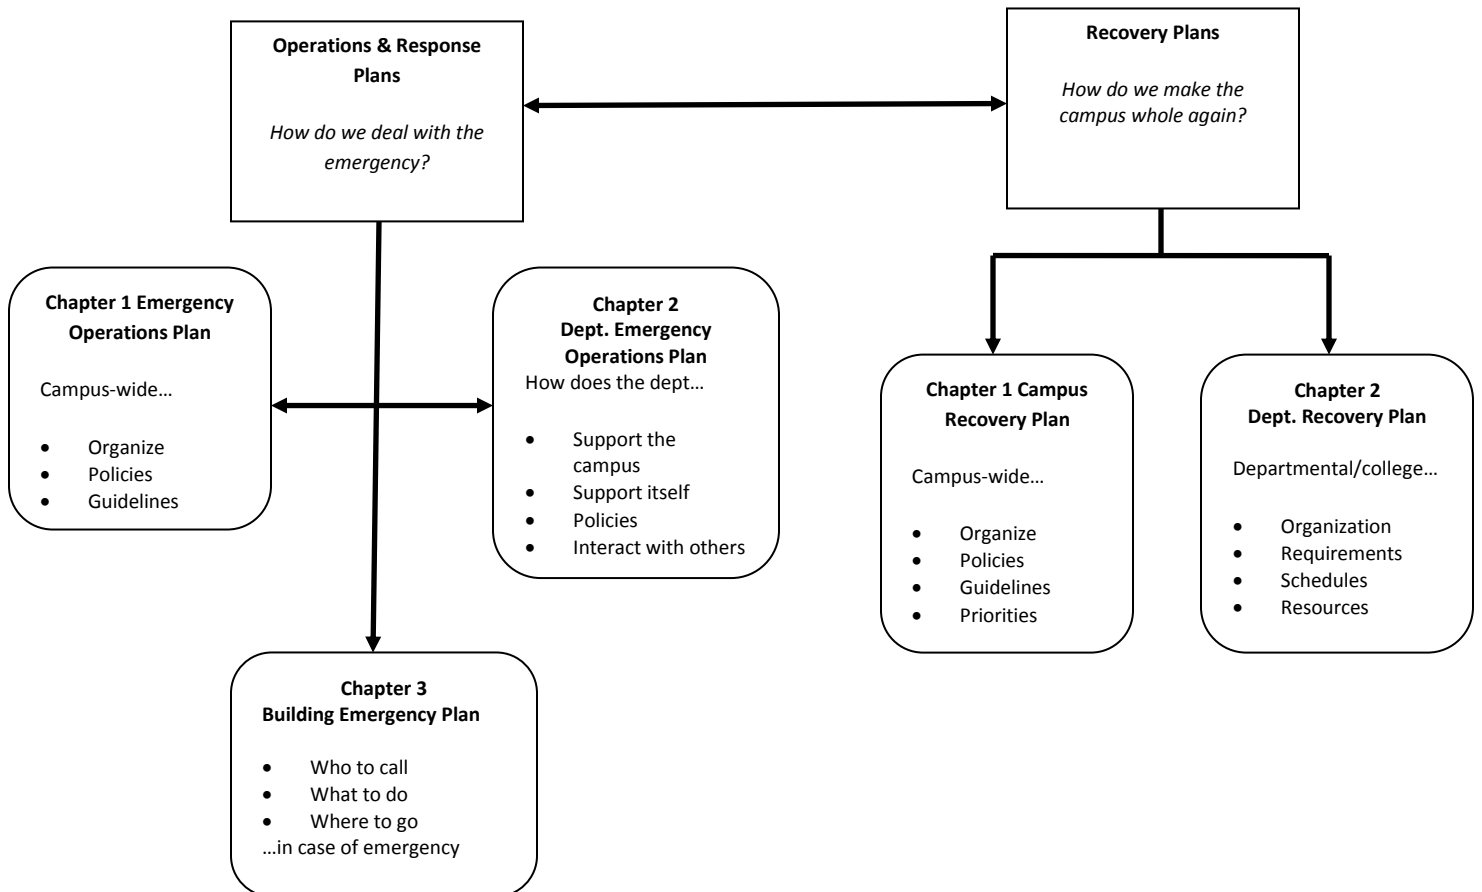 Operations & Response
Plans
How do we deal with the
emergency?
Recovery Plans
How do we make the
campus whole again?
Chapter 1 Emergency
Operations Plan
Campus-wide…
• Organize
• Policies
• Guidelines
Chapter 2
Dept. Emergency
Operations Plan
How does the dept…
• Support the
campus
• Support itself
• Policies
• Interact with others
Chapter 3
Building Emergency Plan
• Who to call
• What to do
• Where to go
…in case of emergency
Chapter 1 Campus
Recovery Plan
Campus-wide…
• Organize
• Policies
• Guidelines
• Priorities
Chapter 2
Dept. Recovery Plan
Departmental/college…
• Organization
• Requirements
• Schedules
• Resources